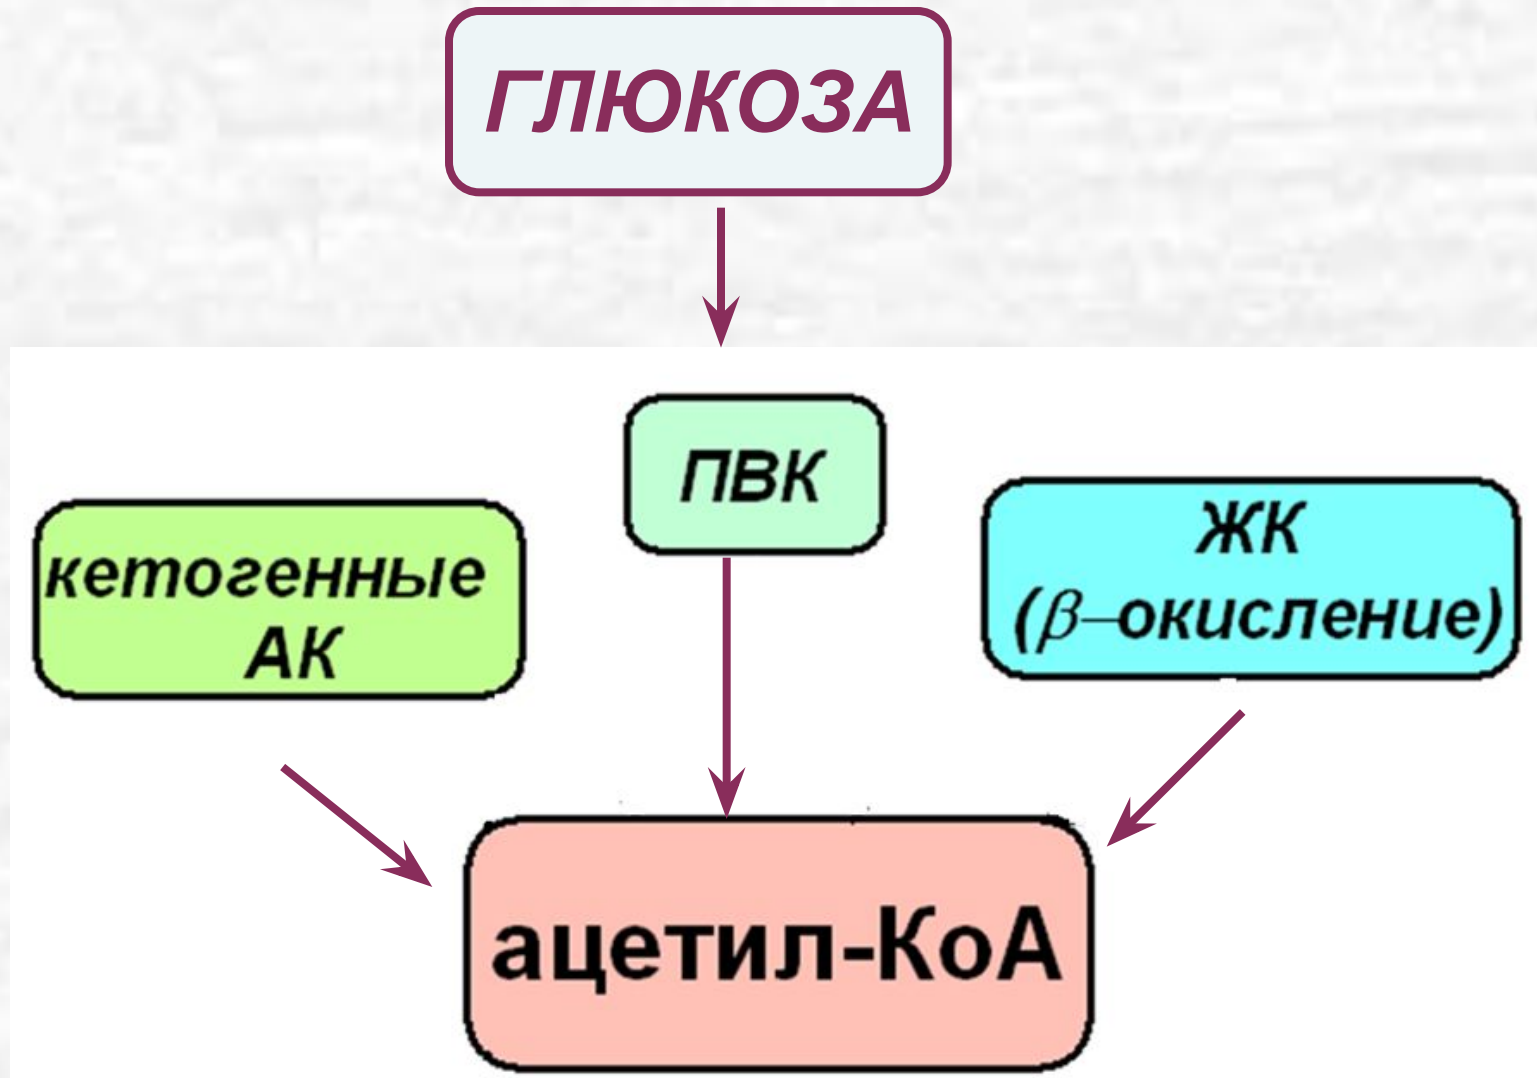 ГЛЮКОЗА
ПВК
кетогенные
АК
ЖК
(β–окисление)
ацетил-КоА